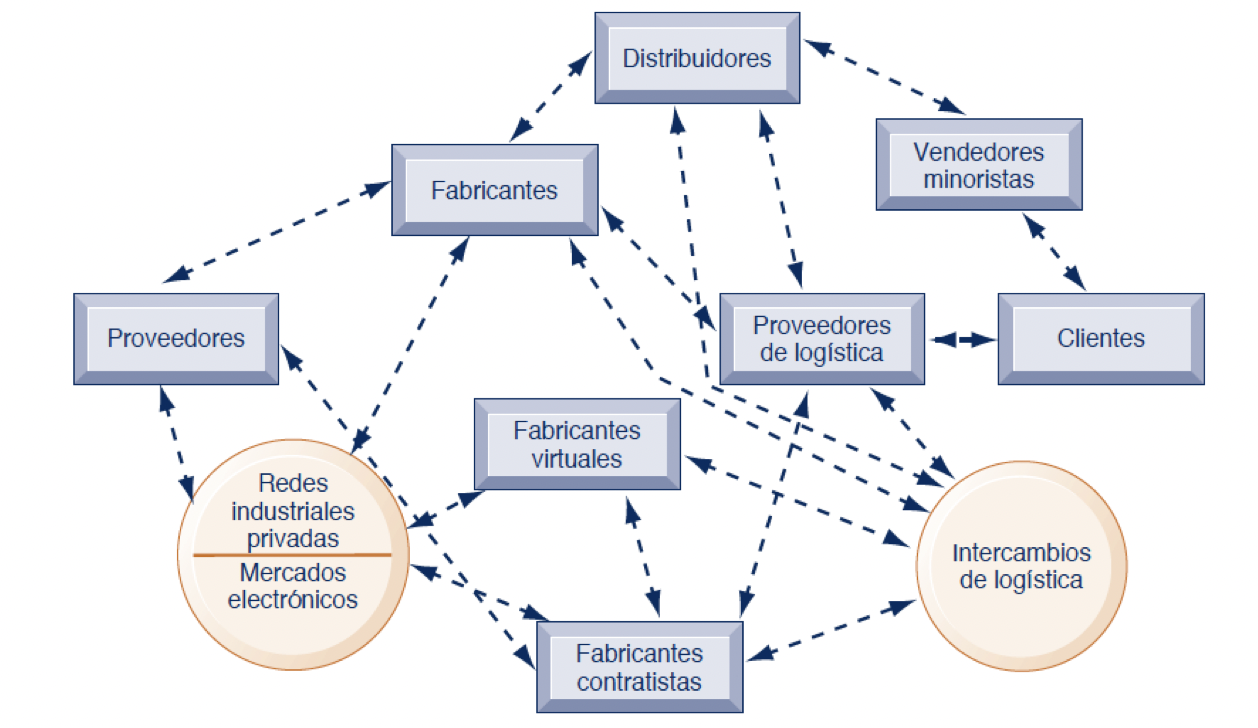 Distribuidores
Vendedores
minoristas
Fabricantes
Proveedores
Proveedores
de logística
Clientes
Fabricantes
virtuales
Redes
industriales
privadas
Mercados
electrónicos
Intercambios
de logística
Fabricantes
contratistas